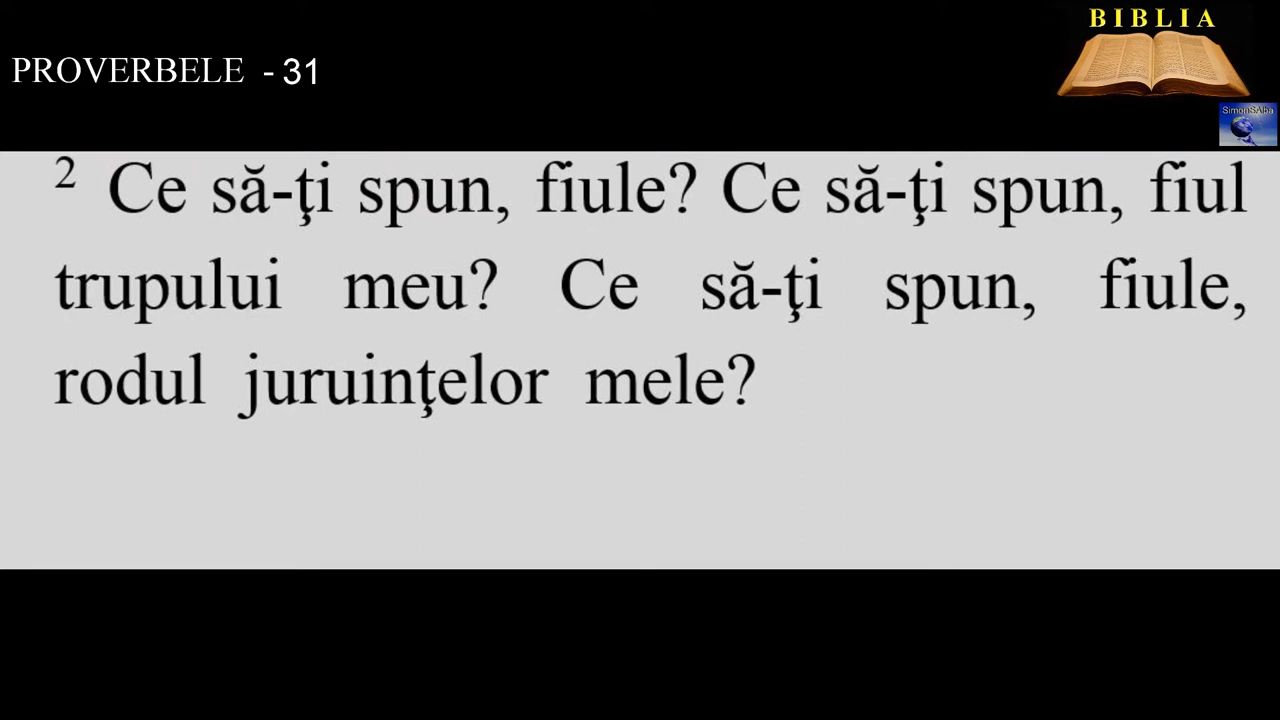 BIBLIA
PROVERBELE - 31
SimonSAlba
2 Ce să-ţi spun, fiule? Ce să-ţi spun, fiul
trupului meu? Ce să-ţi spun, fiule,
rodul juruinţelor mele?